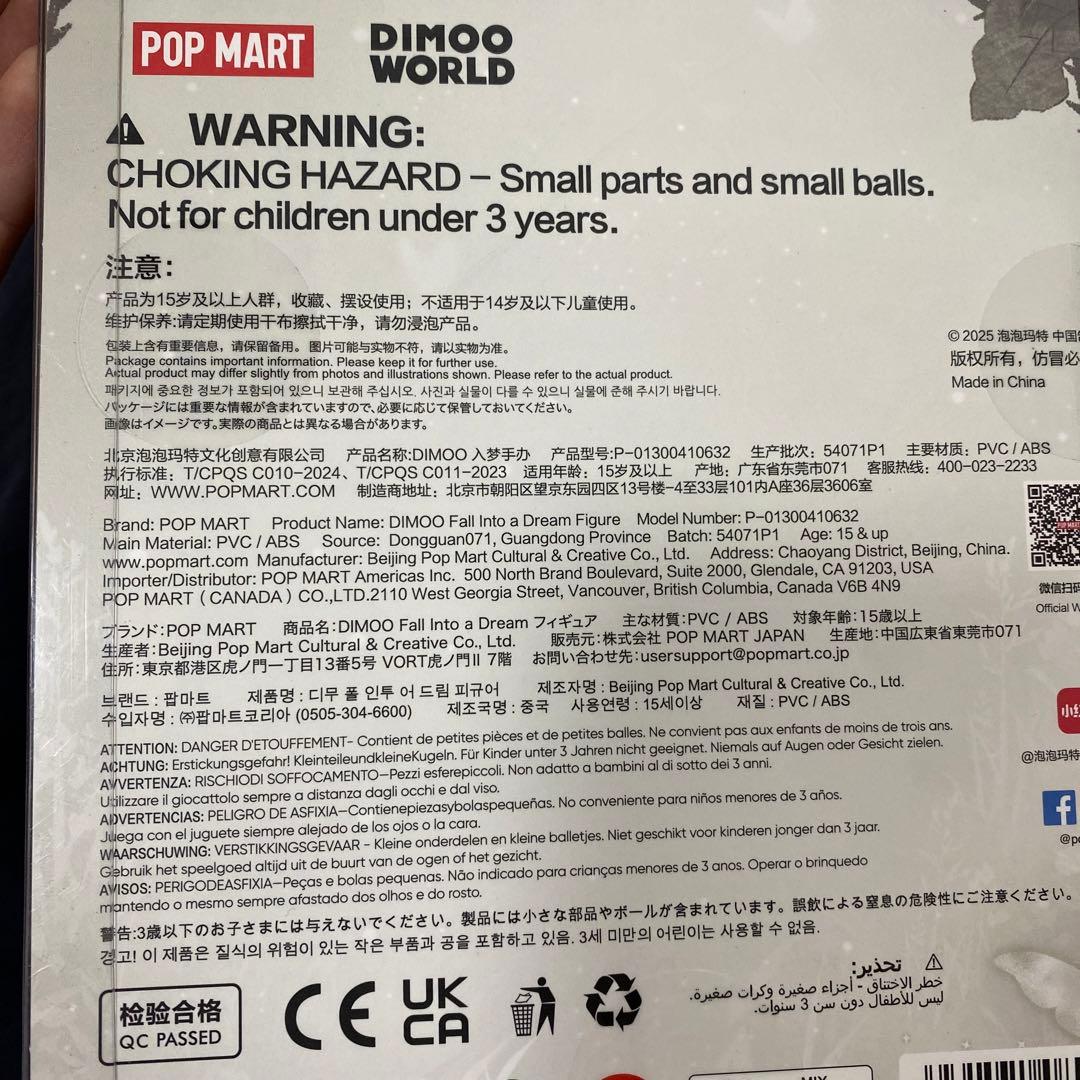 POP MART
DIMOO
WORLD
WARNING:
CHOKING HAZARD – Small parts and small balls.
Not for children under 3 years.
注意:
产品为15岁及以上人群，收藏、摆设使用；不适用于14岁及以下儿童使用。
维护保养:请定期使用干布擦拭干净，请勿浸泡产品。
包装上含有重要信息，请保留备用。 图片可能与实物不符，请以实物为准。
Package contains important information. Please keep it for further use.
Actual product may differ slightly from photos and illustrations shown. Please refer to the actual product.
패키지에 중요한 정보가 포함되어 있으니 보관해 주십시오. 사진과 실물이 다를 수 있으니 실물에 준해 주시기 바랍니다.
パッケージには重要な情報が含まれていますので、必要に応じて保管しておいてください。
画像はイメージです。実際の商品とは異なる場合があります。
© 2025 泡泡玛特 中国
版权所有，仿冒必
Made in China
北京泡泡玛特文化创意有限公司 产品名称:DIMOO 入梦手办 产品型号:P-01300410632 生产批次: 54071P1 主要材质: PVC / ABS
执行标准: T/CPQS C010-2024、T/CPQS C011-2023 适用年龄: 15岁及以上 产地: 广东省东莞市071 客服热线: 400-023-2233
网址: WWW.POPMART.COM 制造商地址: 北京市朝阳区望京东园四区13号楼-4至33层101内A座36层3606室
Brand: POP MART Product Name: DIMOO Fall Into a Dream Figure Model Number: P-01300410632
Main Material: PVC / ABS Source: Dongguan071, Guangdong Province Batch: 54071P1 Age: 15 & up
www.popmart.com Manufacturer: Beijing Pop Mart Cultural & Creative Co., Ltd. Address: Chaoyang District, Beijing, China.
Importer/Distributor: POP MART Americas Inc. 500 North Brand Boulevard, Suite 2000, Glendale, CA 91203, USA
POP MART ( CANADA ) CO.,LTD.2110 West Georgia Street, Vancouver, British Columbia, Canada V6B 4N9
POP MART
微信扫码
Official W
ブランド:POP MART 商品名:DIMOO Fall Into a Dream フィギュア 主な材質:PVC / ABS 対象年齢:15歳以上
生産者:Beijing Pop Mart Cultural & Creative Co., Ltd. 販売元:株式会社 POP MART JAPAN 生産地:中国広東省東莞市071
住所:東京都港区虎ノ門一丁目13番5号 VORT虎ノ門II 7階 お問い合わせ先:usersupport@popmart.co.jp
브랜드 : 팝마트 제품명 : 디무 폴 인투 어 드림 피규어 제조자명 : Beijing Pop Mart Cultural & Creative Co., Ltd.
수입자명 : ㈜팝마트코리아 (0505-304-6600) 제조국명 : 중국 사용연령 : 15세이상 재질 : PVC / ABS
小红
@泡泡玛特
ATTENTION: DANGER D'ETOUFFEMENT- Contient de petites pièces et de petites balles. Ne convient pas aux enfants de moins de trois ans.
ACHTUNG: Erstickungsgefahr! KleinteileundkleineKugeln. Für Kinder unter 3 Jahren nicht geeignet. Niemals auf Augen oder Gesicht zielen.
AVVERTENZA: RISCHIODI SOFFOCAMENTO—Pezzi esferepiccoli. Non adatto a bambini al di sotto dei 3 anni.
Utilizzare il giocattolo sempre a distanza dagli occhi e dal viso.
ADVERTENCIAS: PELIGRO DE ASFIXIA—Contienepiezasybolaspequeñas. No conveniente para niños menores de 3 años.
Juega con el juguete siempre alejado de los ojos o la cara.
WAARSCHUWING: VERSTIKKINGSGEVAAR - Kleine onderdelen en kleine balletjes. Niet geschikt voor kinderen jonger dan 3 jaar.
Gebruik het speelgoed altijd uit de buurt van de ogen of het gezicht.
AVISOS: PERIGODEASFIXIA—Peças e bolas pequenas. Não indicado para crianças menores de 3 anos. Operar o brinquedo
mantendo o mesmo sempre afastado dos olhos e do rosto.
f
@po
警告:3歳以下のお子さまには与えないでください。製品には小さな部品やボールが含まれています。誤飲による窒息の危険性にご注意ください。
경고! 이 제품은 질식의 위험이 있는 작은 부품과 공을 포함하고 있음. 3세 미만의 어린이는 사용할 수 없음.
تحذير:
خطر الاختناق - أجزاء صغيرة وكرات صغيرة.
ليس للأطفال دون سن 3 سنوات.
检验合格
QC PASSED
CE
UK
CA
MIX